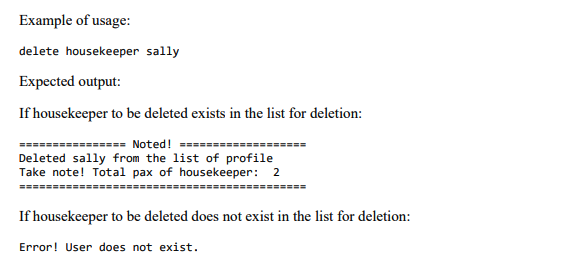 Example of usage:
delete housekeeper sally
Expected output:
If housekeeper to be deleted exists in the list for deletion:
================ Noted! ===================
Deleted sally from the list of profile
Take note! Total pax of housekeeper:  2
===========================================
If housekeeper to be deleted does not exist in the list for deletion:
Error! User does not exist.